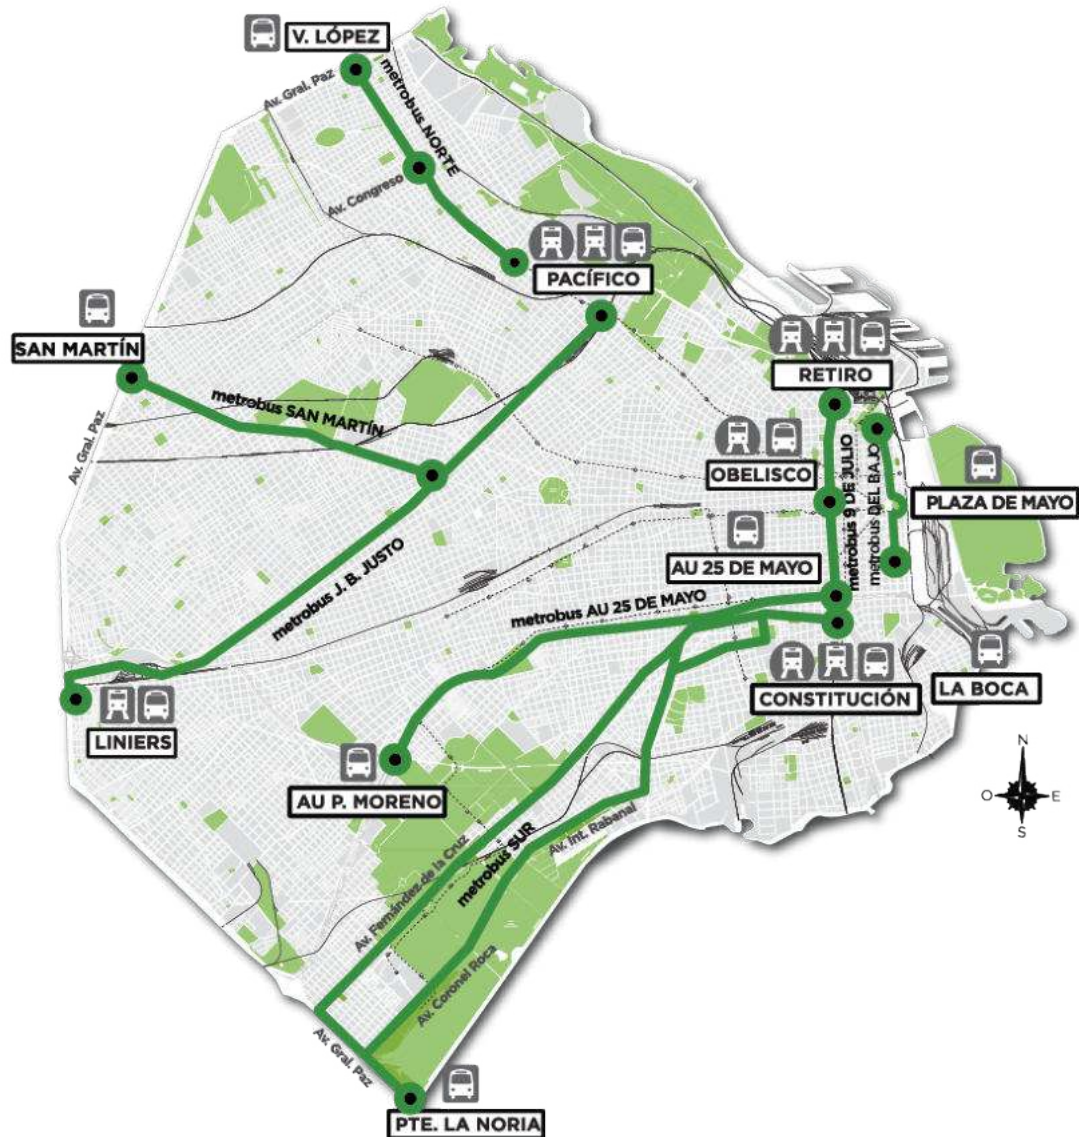 V. LÓPEZ
Av. Gral. Paz
metrobus NORTE
Av. Congreso
PACÍFICO
SAN MARTÍN
metrobus SAN MARTÍN
Av. Gral. Paz
RETIRO
OBELISCO
metrobus 9 DE JULIO
metrobus DEL BAJO
PLAZA DE MAYO
AU 25 DE MAYO
metrobus J. B. JUSTO
metrobus AU 25 DE MAYO
CONSTITUCIÓN
LA BOCA
LINIERS
AU P. MORENO
N
O
E
S
Av. Int. Rabanal
metrobus SUR
Av. Fernández de la Cruz
Av. Coronel Roca
Av. Gral. Paz
PTE. LA NORIA